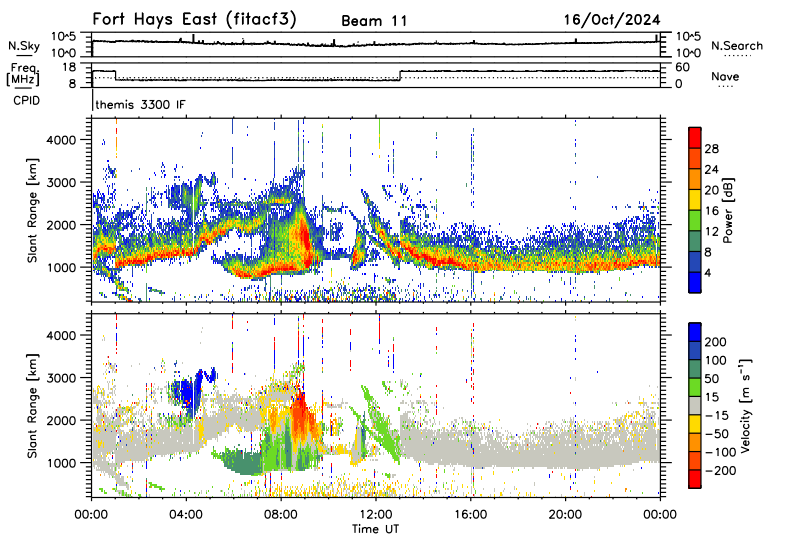 Fort Hays East (fitacf3) Beam 11 16/Oct/2024
N.Sky 10^5 10^0 10^5 10^0 N.Search
Freq. [MHz] 18 8 60 0 Nave
CPID themis 3300 IF
Slant Range [km]
4000
3000
2000
1000
Power [dB]
28
24
20
16
12
8
4
Slant Range [km]
4000
3000
2000
1000
Velocity [m s⁻¹]
200
100
50
15
-15
-50
-100
-200
00:00 04:00 08:00 12:00 16:00 20:00 00:00
Time UT